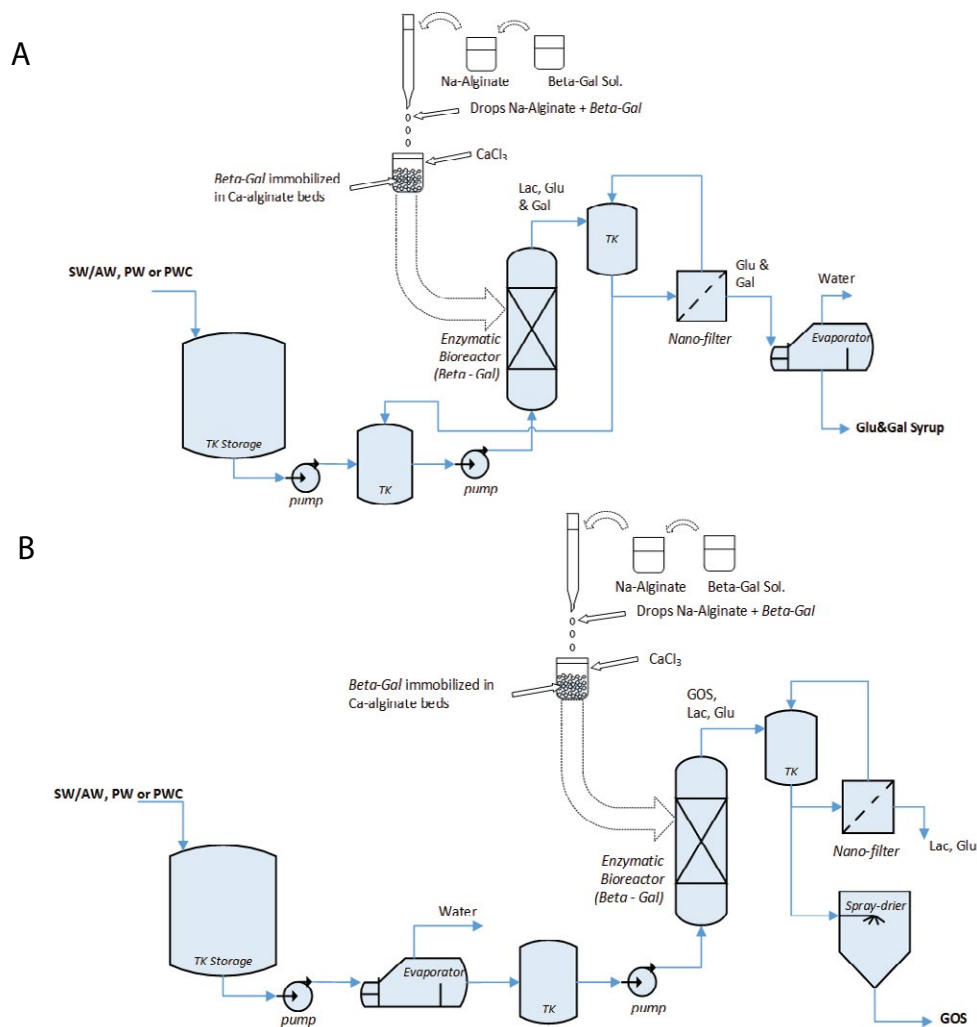 A
Na-Alginate
Beta-Gal Sol.
Drops Na-Alginate + Beta-Gal
CaCl3
Beta-Gal immobilized
in Ca-alginate beds
Lac, Glu
& Gal
TK
SW/AW, PW or PWC
Glu &
Gal
Water
Nano-filter
Evaporator
Enzymatic
Bioreactor
(Beta - Gal)
TK Storage
Glu&Gal Syrup
pump
TK
pump
B
Na-Alginate
Beta-Gal Sol.
Drops Na-Alginate + Beta-Gal
CaCl3
Beta-Gal immobilized in
Ca-alginate beds
GOS,
Lac, Glu
TK
SW/AW, PW or PWC
Nano-filter
Lac, Glu
Enzymatic
Bioreactor
(Beta - Gal)
Spray-drier
Water
TK Storage
Evaporator
pump
TK
pump
GOS